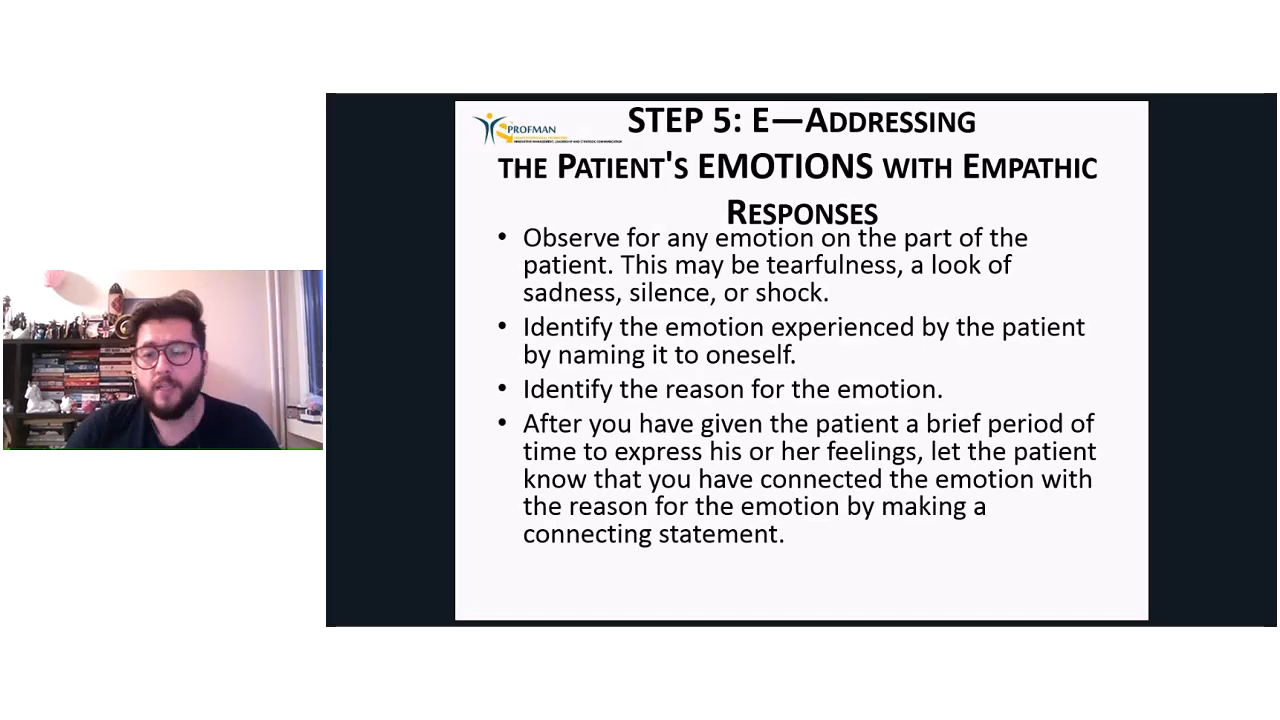 PROFMAN
STEP 5: E—ADDRESSING
THE PATIENT'S EMOTIONS WITH EMPATHIC
RESPONSES
• Observe for any emotion on the part of the
patient. This may be tearfulness, a look of
sadness, silence, or shock.
• Identify the emotion experienced by the patient
by naming it to oneself.
• Identify the reason for the emotion.
• After you have given the patient a brief period of
time to express his or her feelings, let the patient
know that you have connected the emotion with
the reason for the emotion by making a
connecting statement.